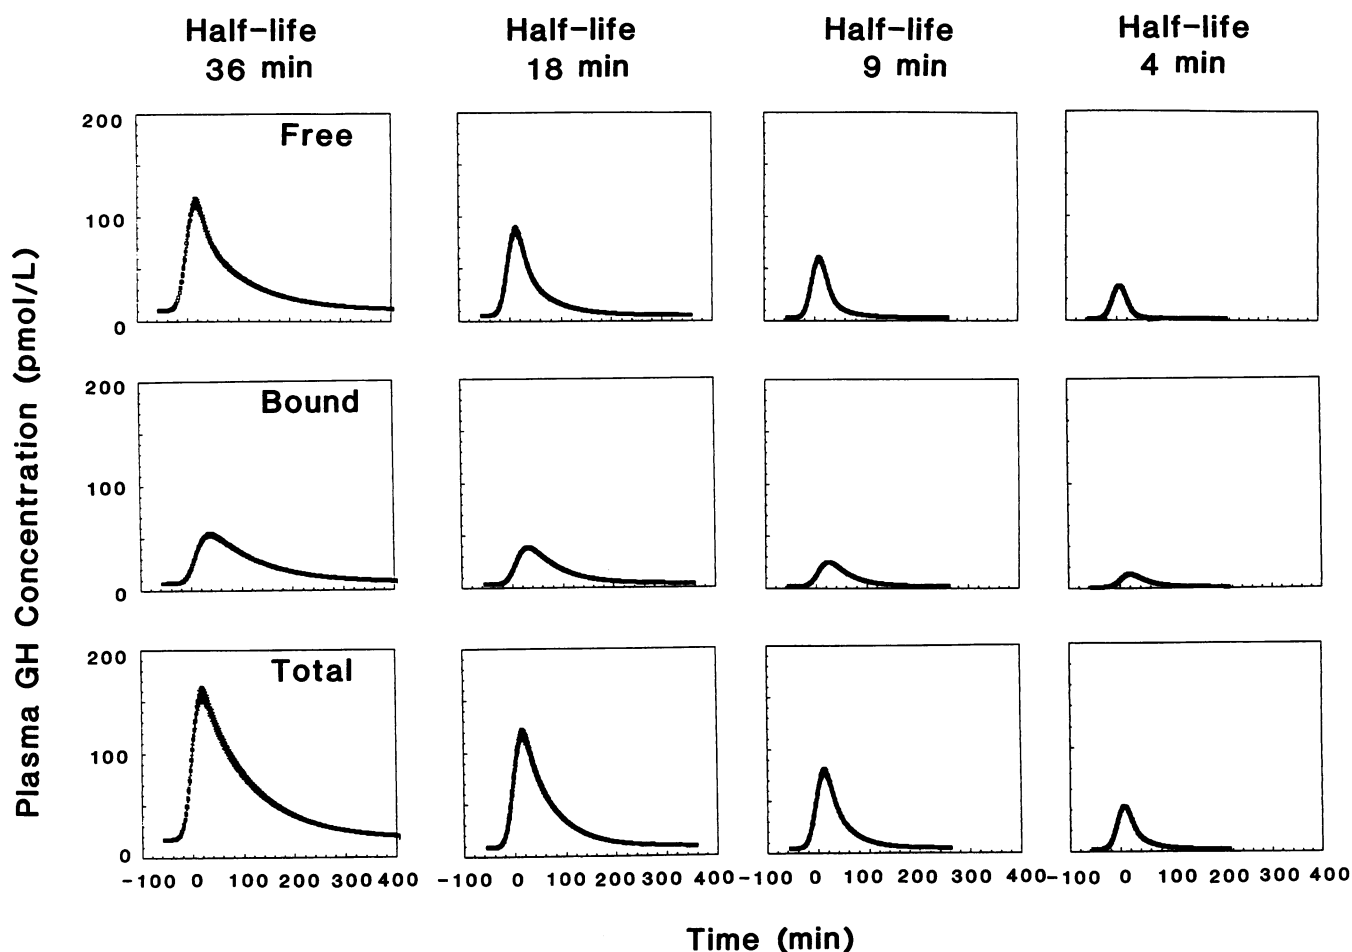 Half-life Half-life Half-life Half-life
36 min 18 min 9 min 4 min
200
Free
100
0
200
Bound
100
0
200
Total
100
0
-100 0 100 200 300 400 -100 0 100 200 300 400 -100 0 100 200 300 400 -100 0 100 200 300 400
Time (min)
Plasma GH Concentration (pmol/L)